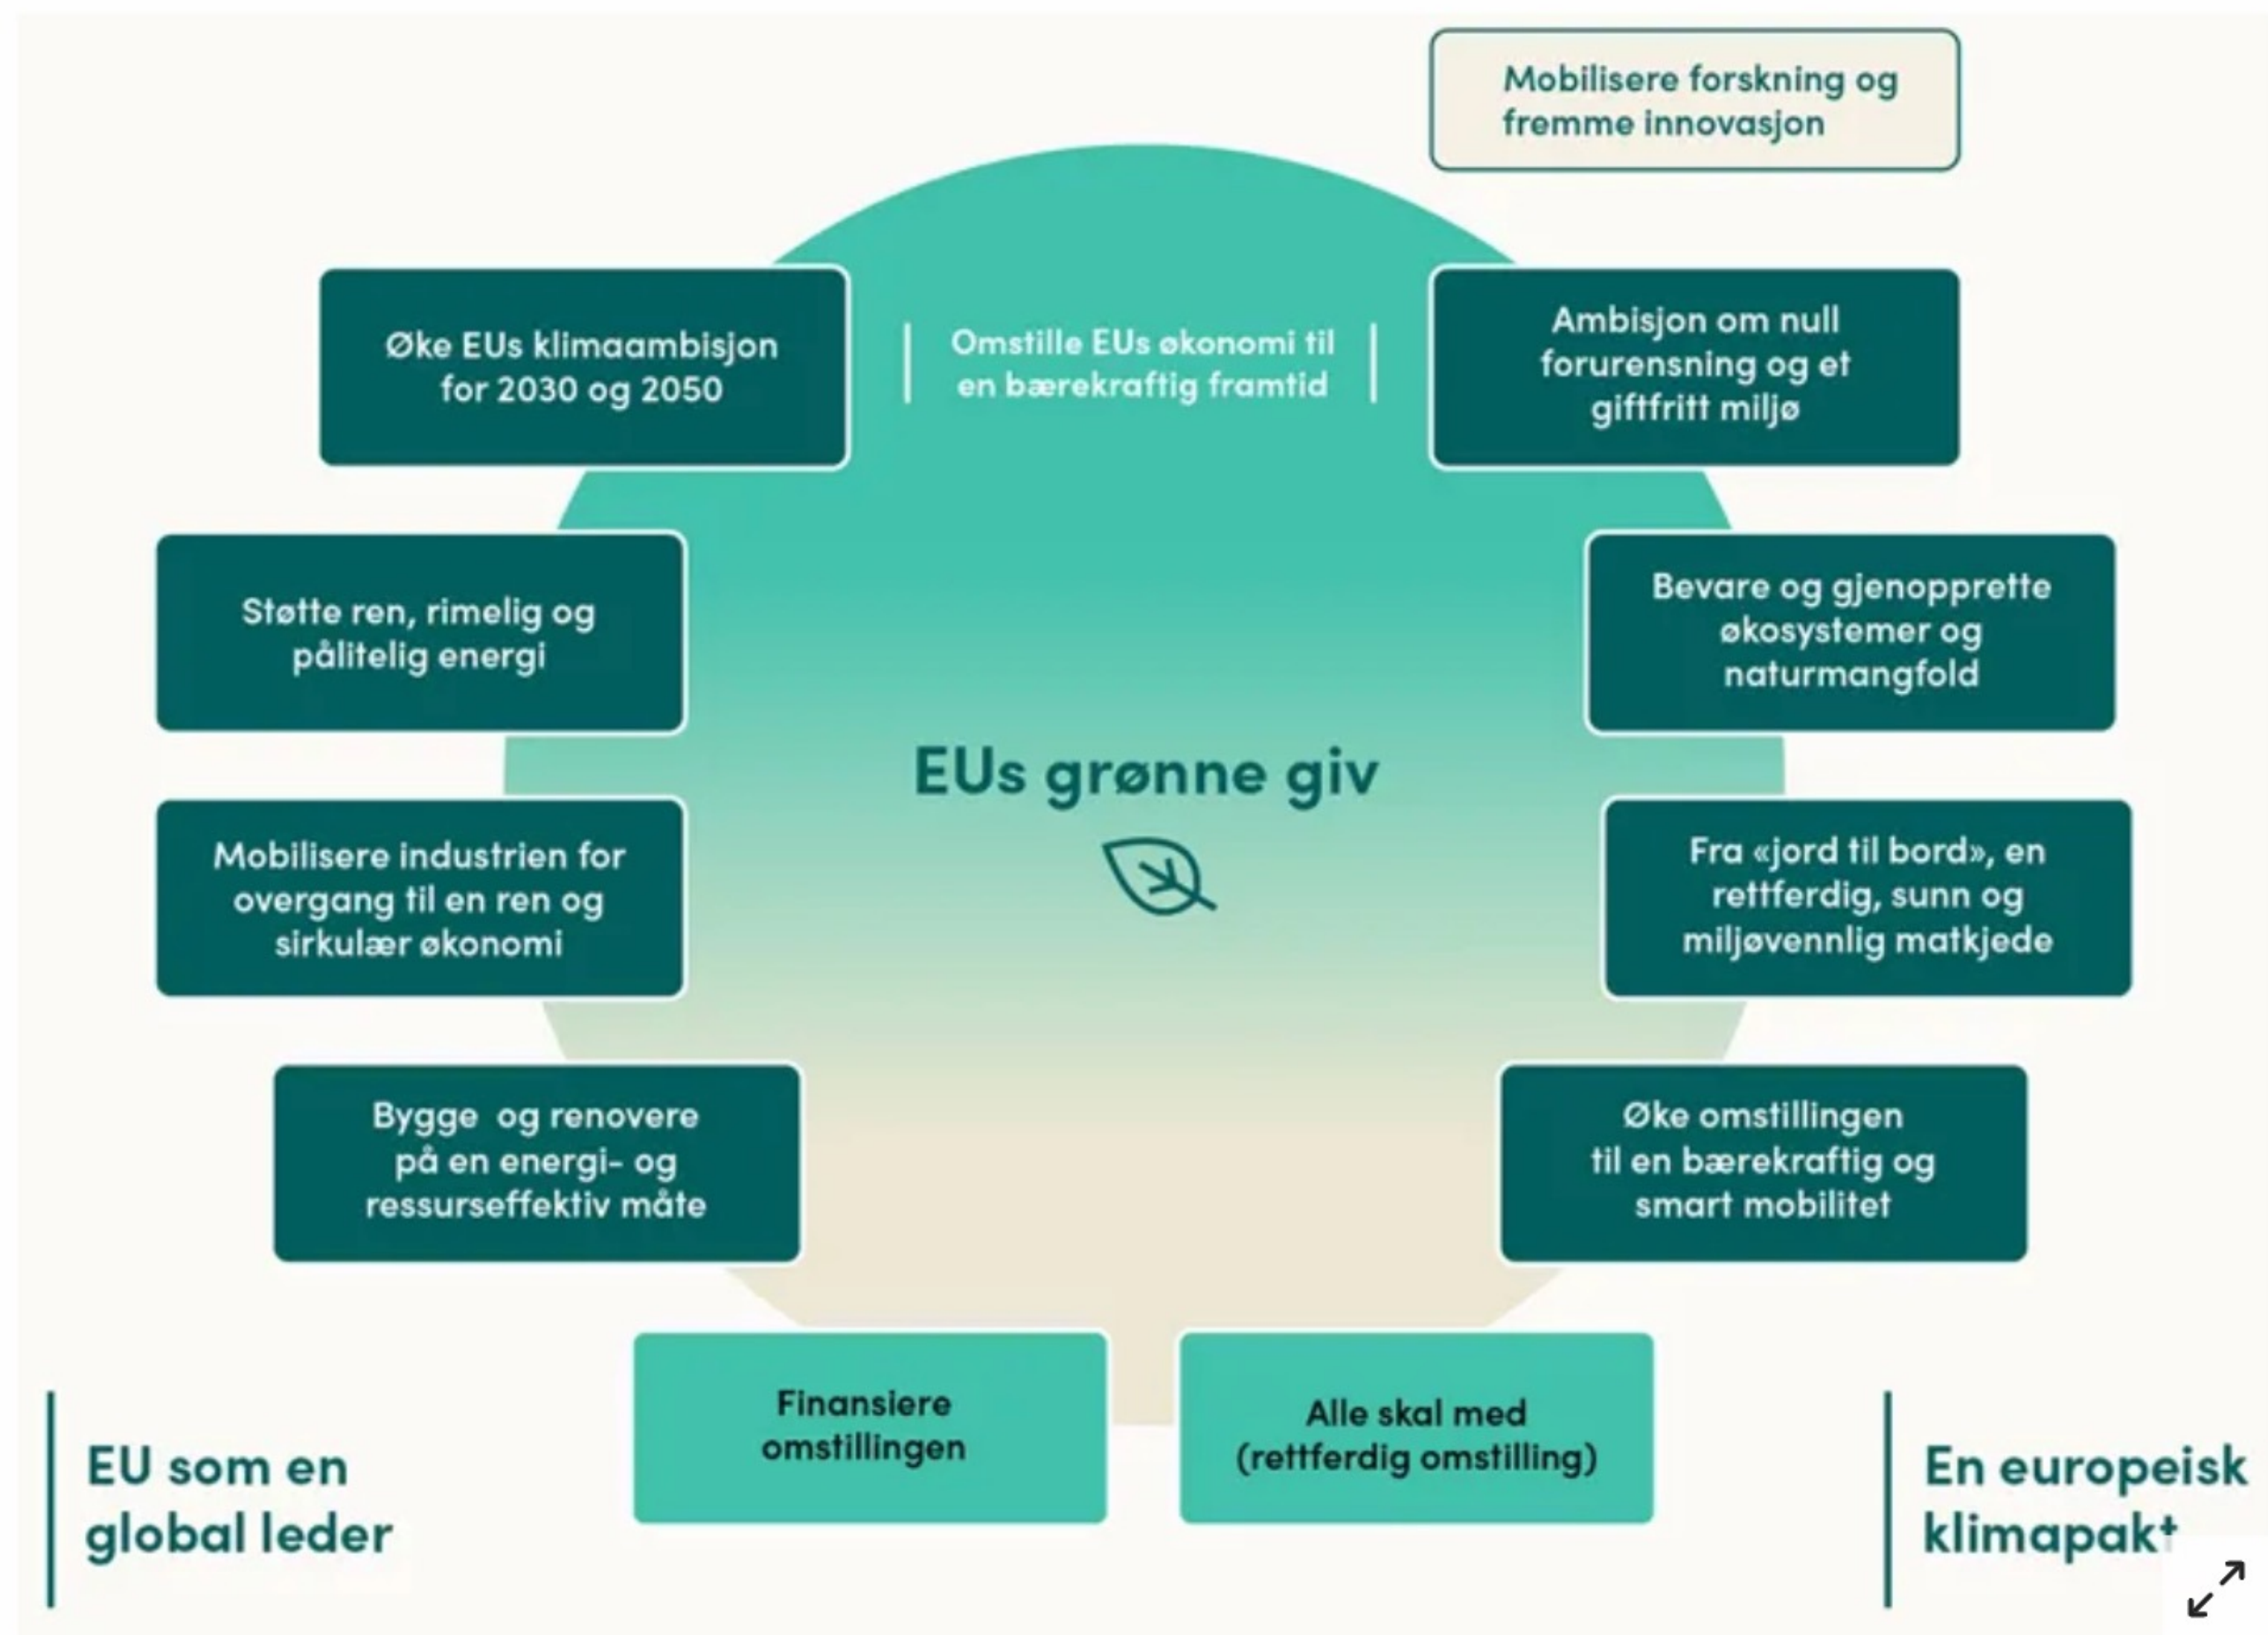 Mobilisere forskning og
fremme innovasjon
Øke EUs klimaambisjon
for 2030 og 2050
Omstille EUs økonomi til
en bærekraftig framtid
Ambisjon om null
forurensning og et
giftfritt miljø
Støtte ren, rimelig og
pålitelig energi
Bevare og gjenopprette
økosystemer og
naturmangfold
EUs grønne giv
Mobilisere industrien for
overgang til en ren og
sirkulær økonomi
Fra «jord til bord», en
rettferdig, sunn og
miljøvennlig matkjede
Bygge og renovere
på en energi- og
ressurseffektiv måte
Øke omstillingen
til en bærekraftig og
smart mobilitet
Finansiere
omstillingen
Alle skal med
(rettferdig omstilling)
EU som en
global leder
En europeisk
klimapakt